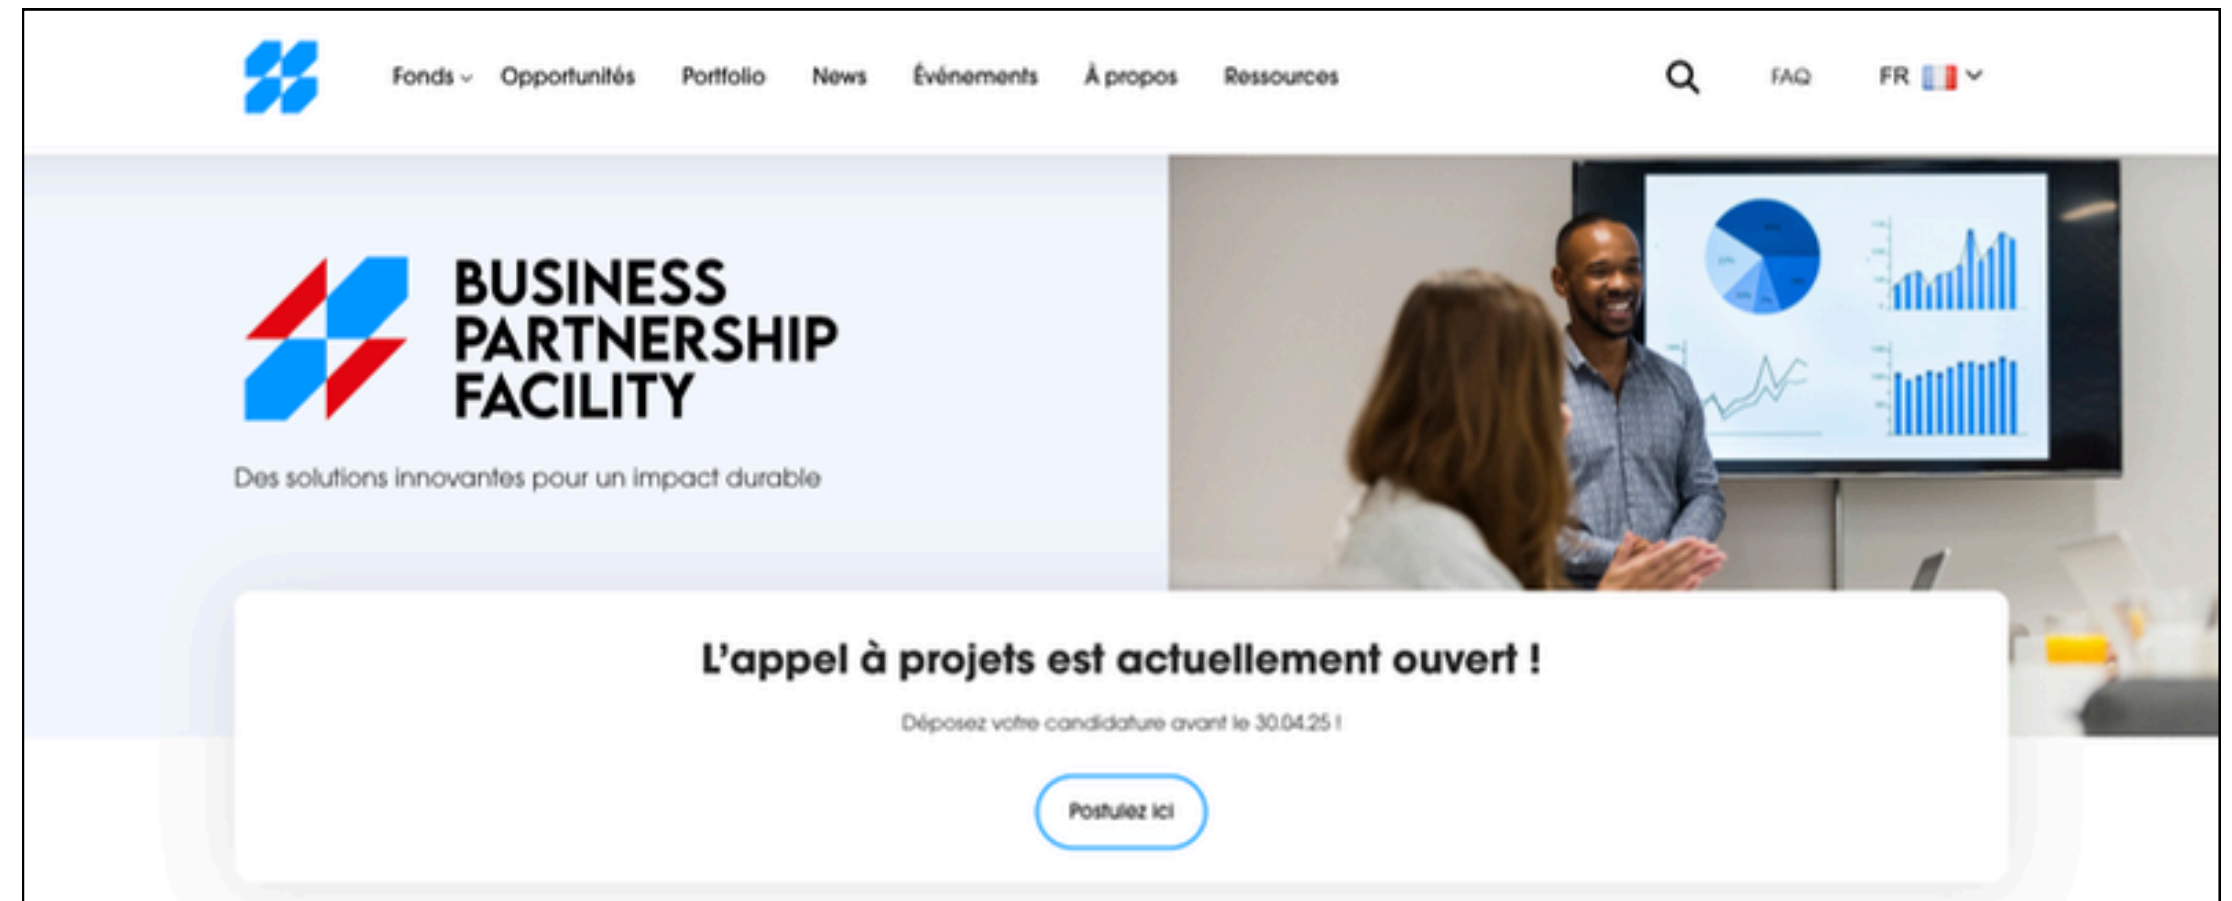 Fonds Opportunités Portfolio News Événements À propos Ressources FAQ FR
BUSINESS
PARTNERSHIP
FACILITY
Des solutions innovantes pour un impact durable
L'appel à projets est actuellement ouvert !
Déposez votre candidature avant le 30.04.25 !
Postulez ici